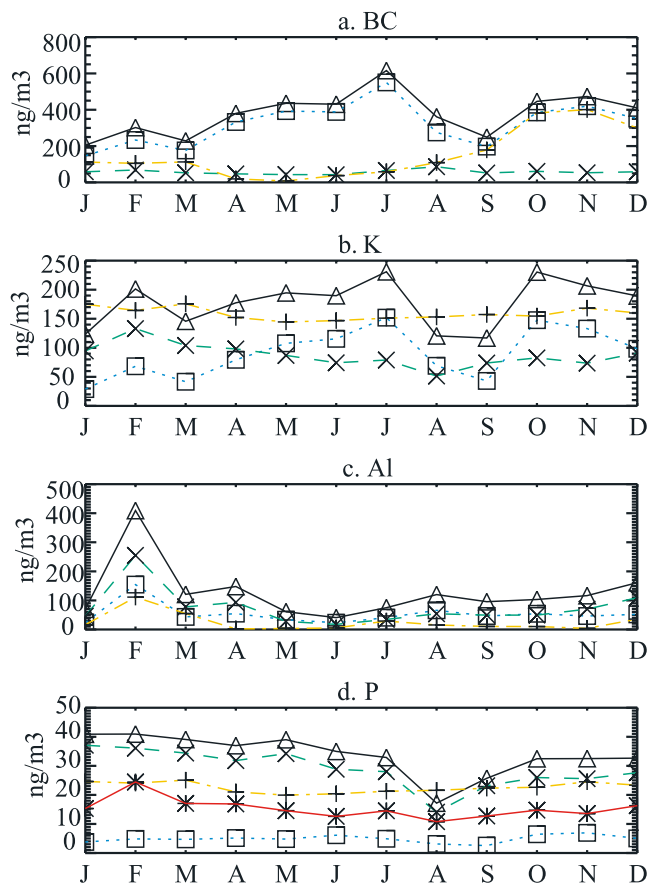 a. BC
800
600
400
200
0
ng/m3
J F M A M J J A S O N D
b. K
250
200
150
100
50
0
ng/m3
J F M A M J J A S O N D
c. Al
500
400
300
200
100
0
ng/m3
J F M A M J J A S O N D
d. P
50
40
30
20
10
0
ng/m3
J F M A M J J A S O N D